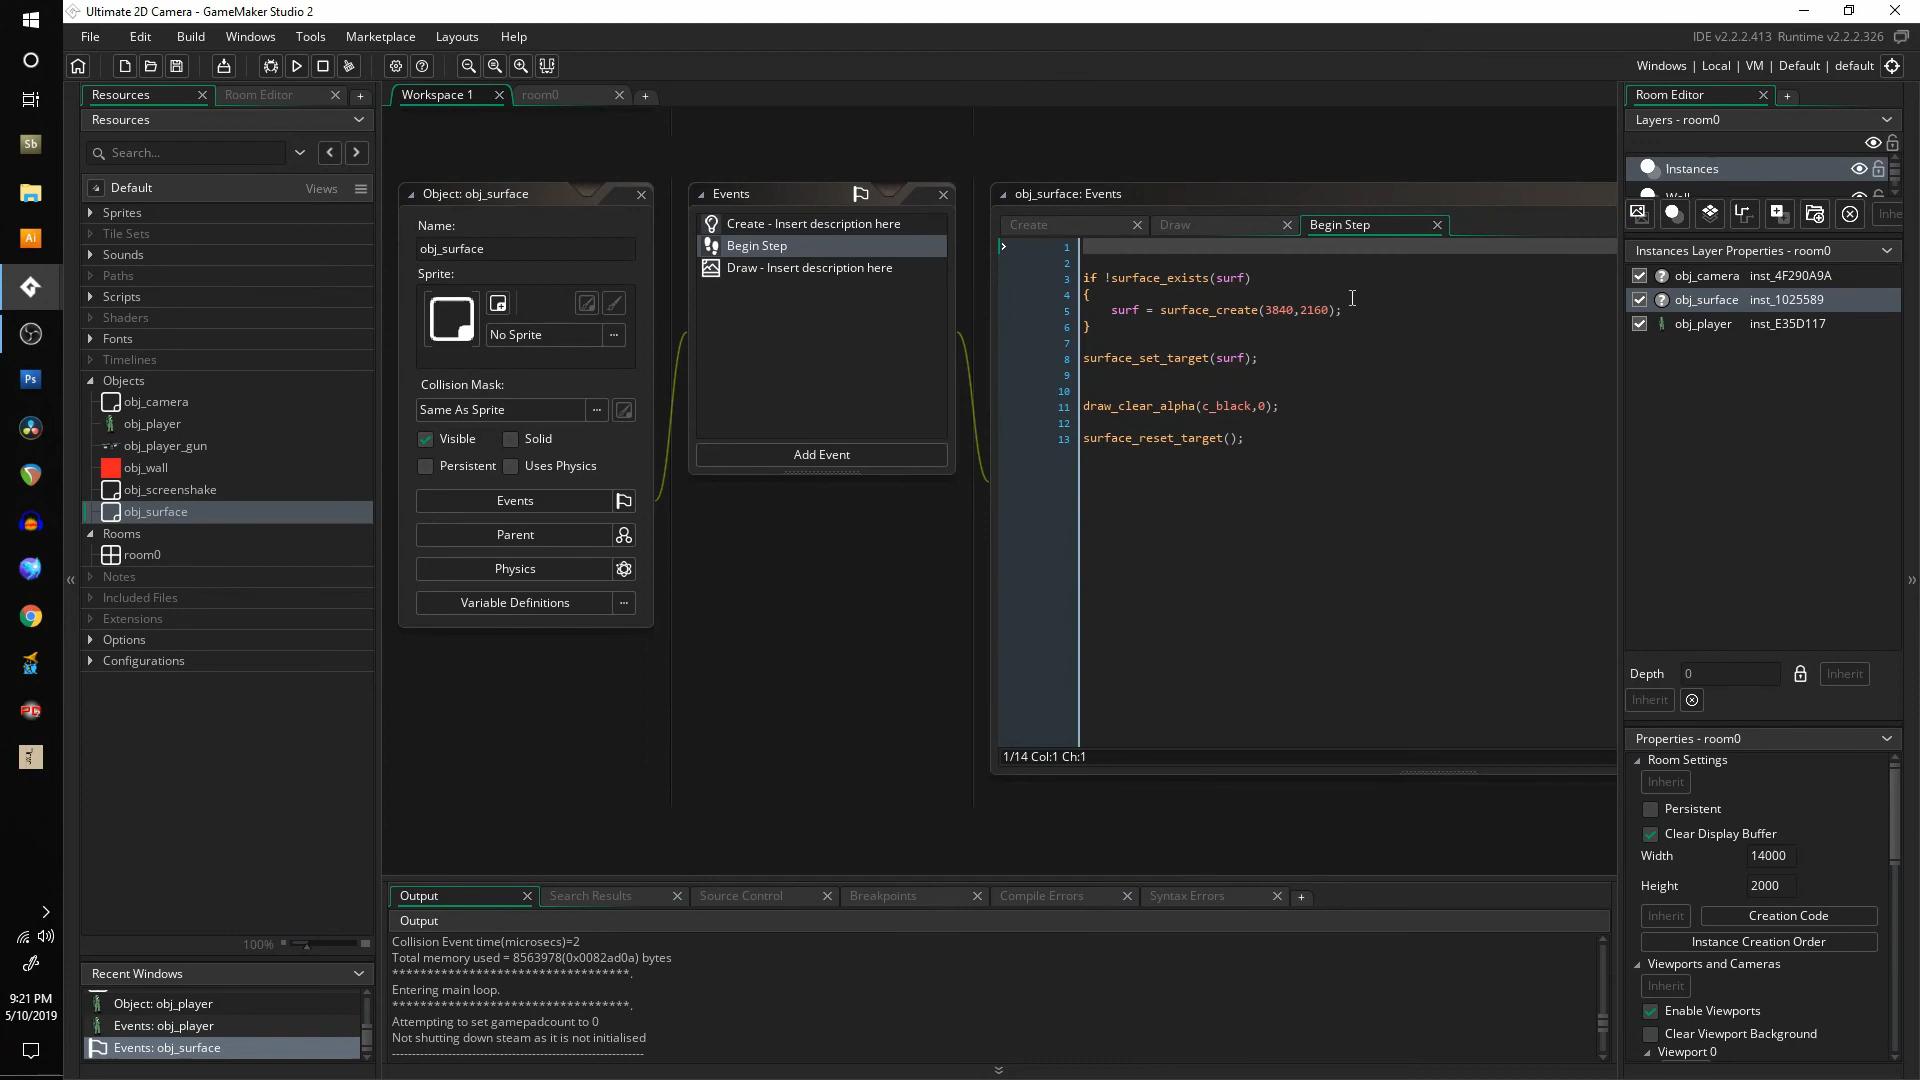 Ultimate 2D Camera - GameMaker Studio 2
File Edit Build Windows Tools Marketplace Layouts Help
IDE v2.2.2.413 Runtime v2.2.2.326
Windows | Local | VM | Default | default
Resources
Room Editor
Resources
Search...
Default
Views
Sprites
Tile Sets
Sounds
Paths
Scripts
Shaders
Fonts
Timelines
Objects
obj_camera
obj_player
obj_player_gun
obj_wall
obj_screenshake
obj_surface
Rooms
room0
Notes
Included Files
Extensions
Options
Configurations
100%
Recent Windows
Object: obj_player
Events: obj_player
Events: obj_surface
Sb
Ai
Ps
9:21 PM
5/10/2019
Workspace 1
room0
Object: obj_surface
Name:
obj_surface
Sprite:
No Sprite
Collision Mask:
Same As Sprite
Visible
Solid
Persistent
Uses Physics
Events
Parent
Physics
Variable Definitions
Events
Create - Insert description here
Begin Step
Draw - Insert description here
Add Event
obj_surface: Events
Create
Draw
Begin Step
1
2
3 if !surface_exists(surf)
4 {
5 surf = surface_create(3840,2160);
6 }
7
8 surface_set_target(surf);
9
10
11 draw_clear_alpha(c_black,0);
12
13 surface_reset_target();
1/14 Col:1 Ch:1
Output
Search Results
Source Control
Breakpoints
Compile Errors
Syntax Errors
Output
Collision Event time(microsecs)=2
Total memory used = 8563978(0x0082ad0a) bytes
**********************************.
Entering main loop.
**********************************.
Attempting to set gamepadcount to 0
Not shutting down steam as it is not initialised
------------------------------------------------------
Room Editor
Layers - room0
Instances
Inhe
Instances Layer Properties - room0
obj_camera inst_4F290A9A
obj_surface inst_1025589
obj_player inst_E35D117
Depth 0
Inherit
Inherit
Properties - room0
Room Settings
Inherit
Persistent
Clear Display Buffer
Width 14000
Height 2000
Inherit
Creation Code
Instance Creation Order
Viewports and Cameras
Inherit
Enable Viewports
Clear Viewport Background
Viewport 0